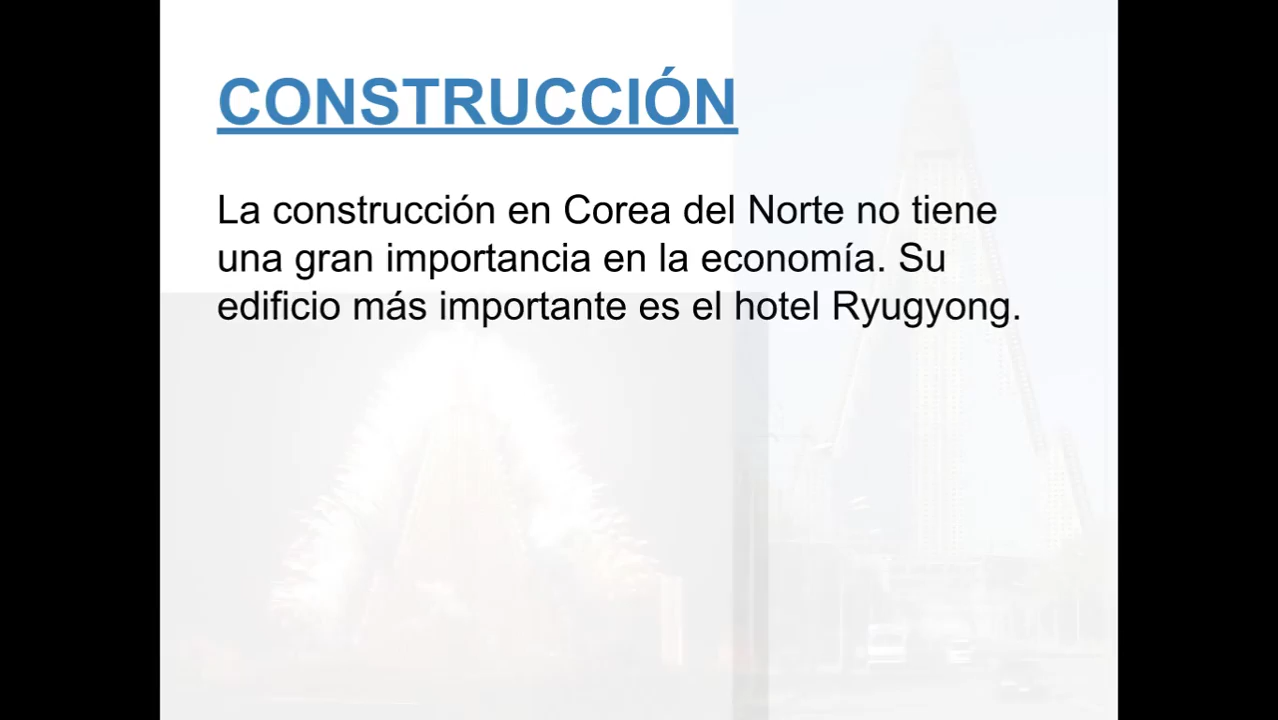 CONSTRUCCIÓN
La construcción en Corea del Norte no tiene
una gran importancia en la economía. Su
edificio más importante es el hotel Ryugyong.